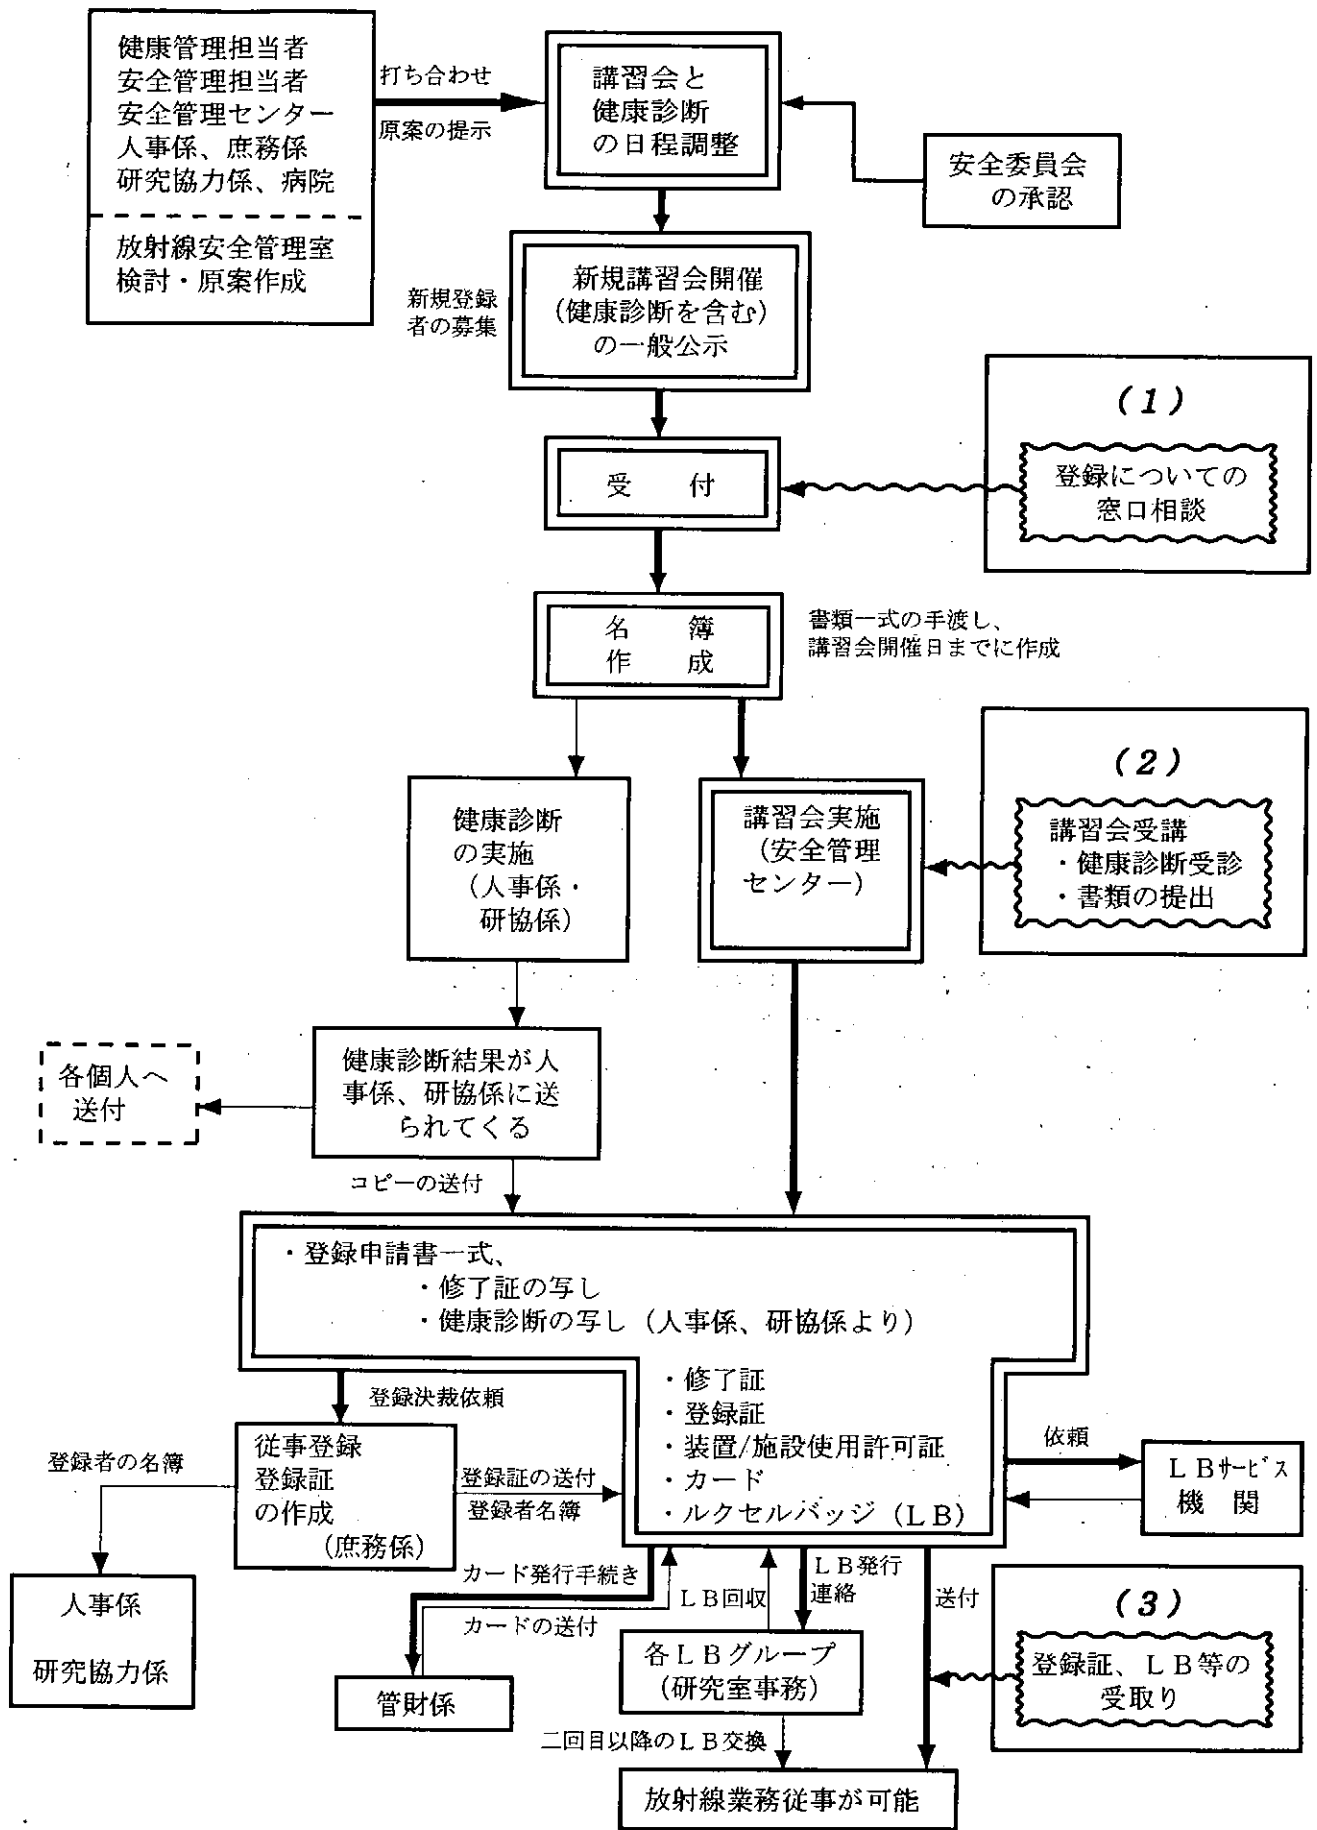 健康管理担当者
安全管理担当者
安全管理センター
人事係、庶務係
研究協力係、病院
放射線安全管理室
検討・原案作成
打ち合わせ
原案の提示
講習会と
健康診断
の日程調整
安全委員会
の承認
新規登録
者の募集
新規講習会開催
(健康診断を含む)
の一般公示
(1)
登録についての
窓口相談
受 付
名 簿
作 成
書類一式の手渡し、
講習会開催日までに作成
(2)
講習会受講
・健康診断受診
・書類の提出
健康診断
の実施
(人事係・
研協係)
講習会実施
(安全管理
センター)
各個人へ
送付
健康診断結果が人
事係、研協係に送
られてくる
コピーの送付
・登録申請書一式、
・修了証の写し
・健康診断の写し (人事係、研協係より)
・修了証
・登録証
・装置/施設使用許可証
・カード
・ルクセルバッジ (LB)
登録決裁依頼
登録者の名簿
従事登録
登録証
の作成
(庶務係)
登録証の送付
登録者名簿
依頼
LBサービス
機関
人事係
研究協力係
カード発行手続き
カードの送付
管財係
LB回収
LB発行
連絡
送付
各LBグループ
(研究室事務)
(3)
登録証、LB等の
受取り
二回目以降のLB交換
放射線業務従事が可能